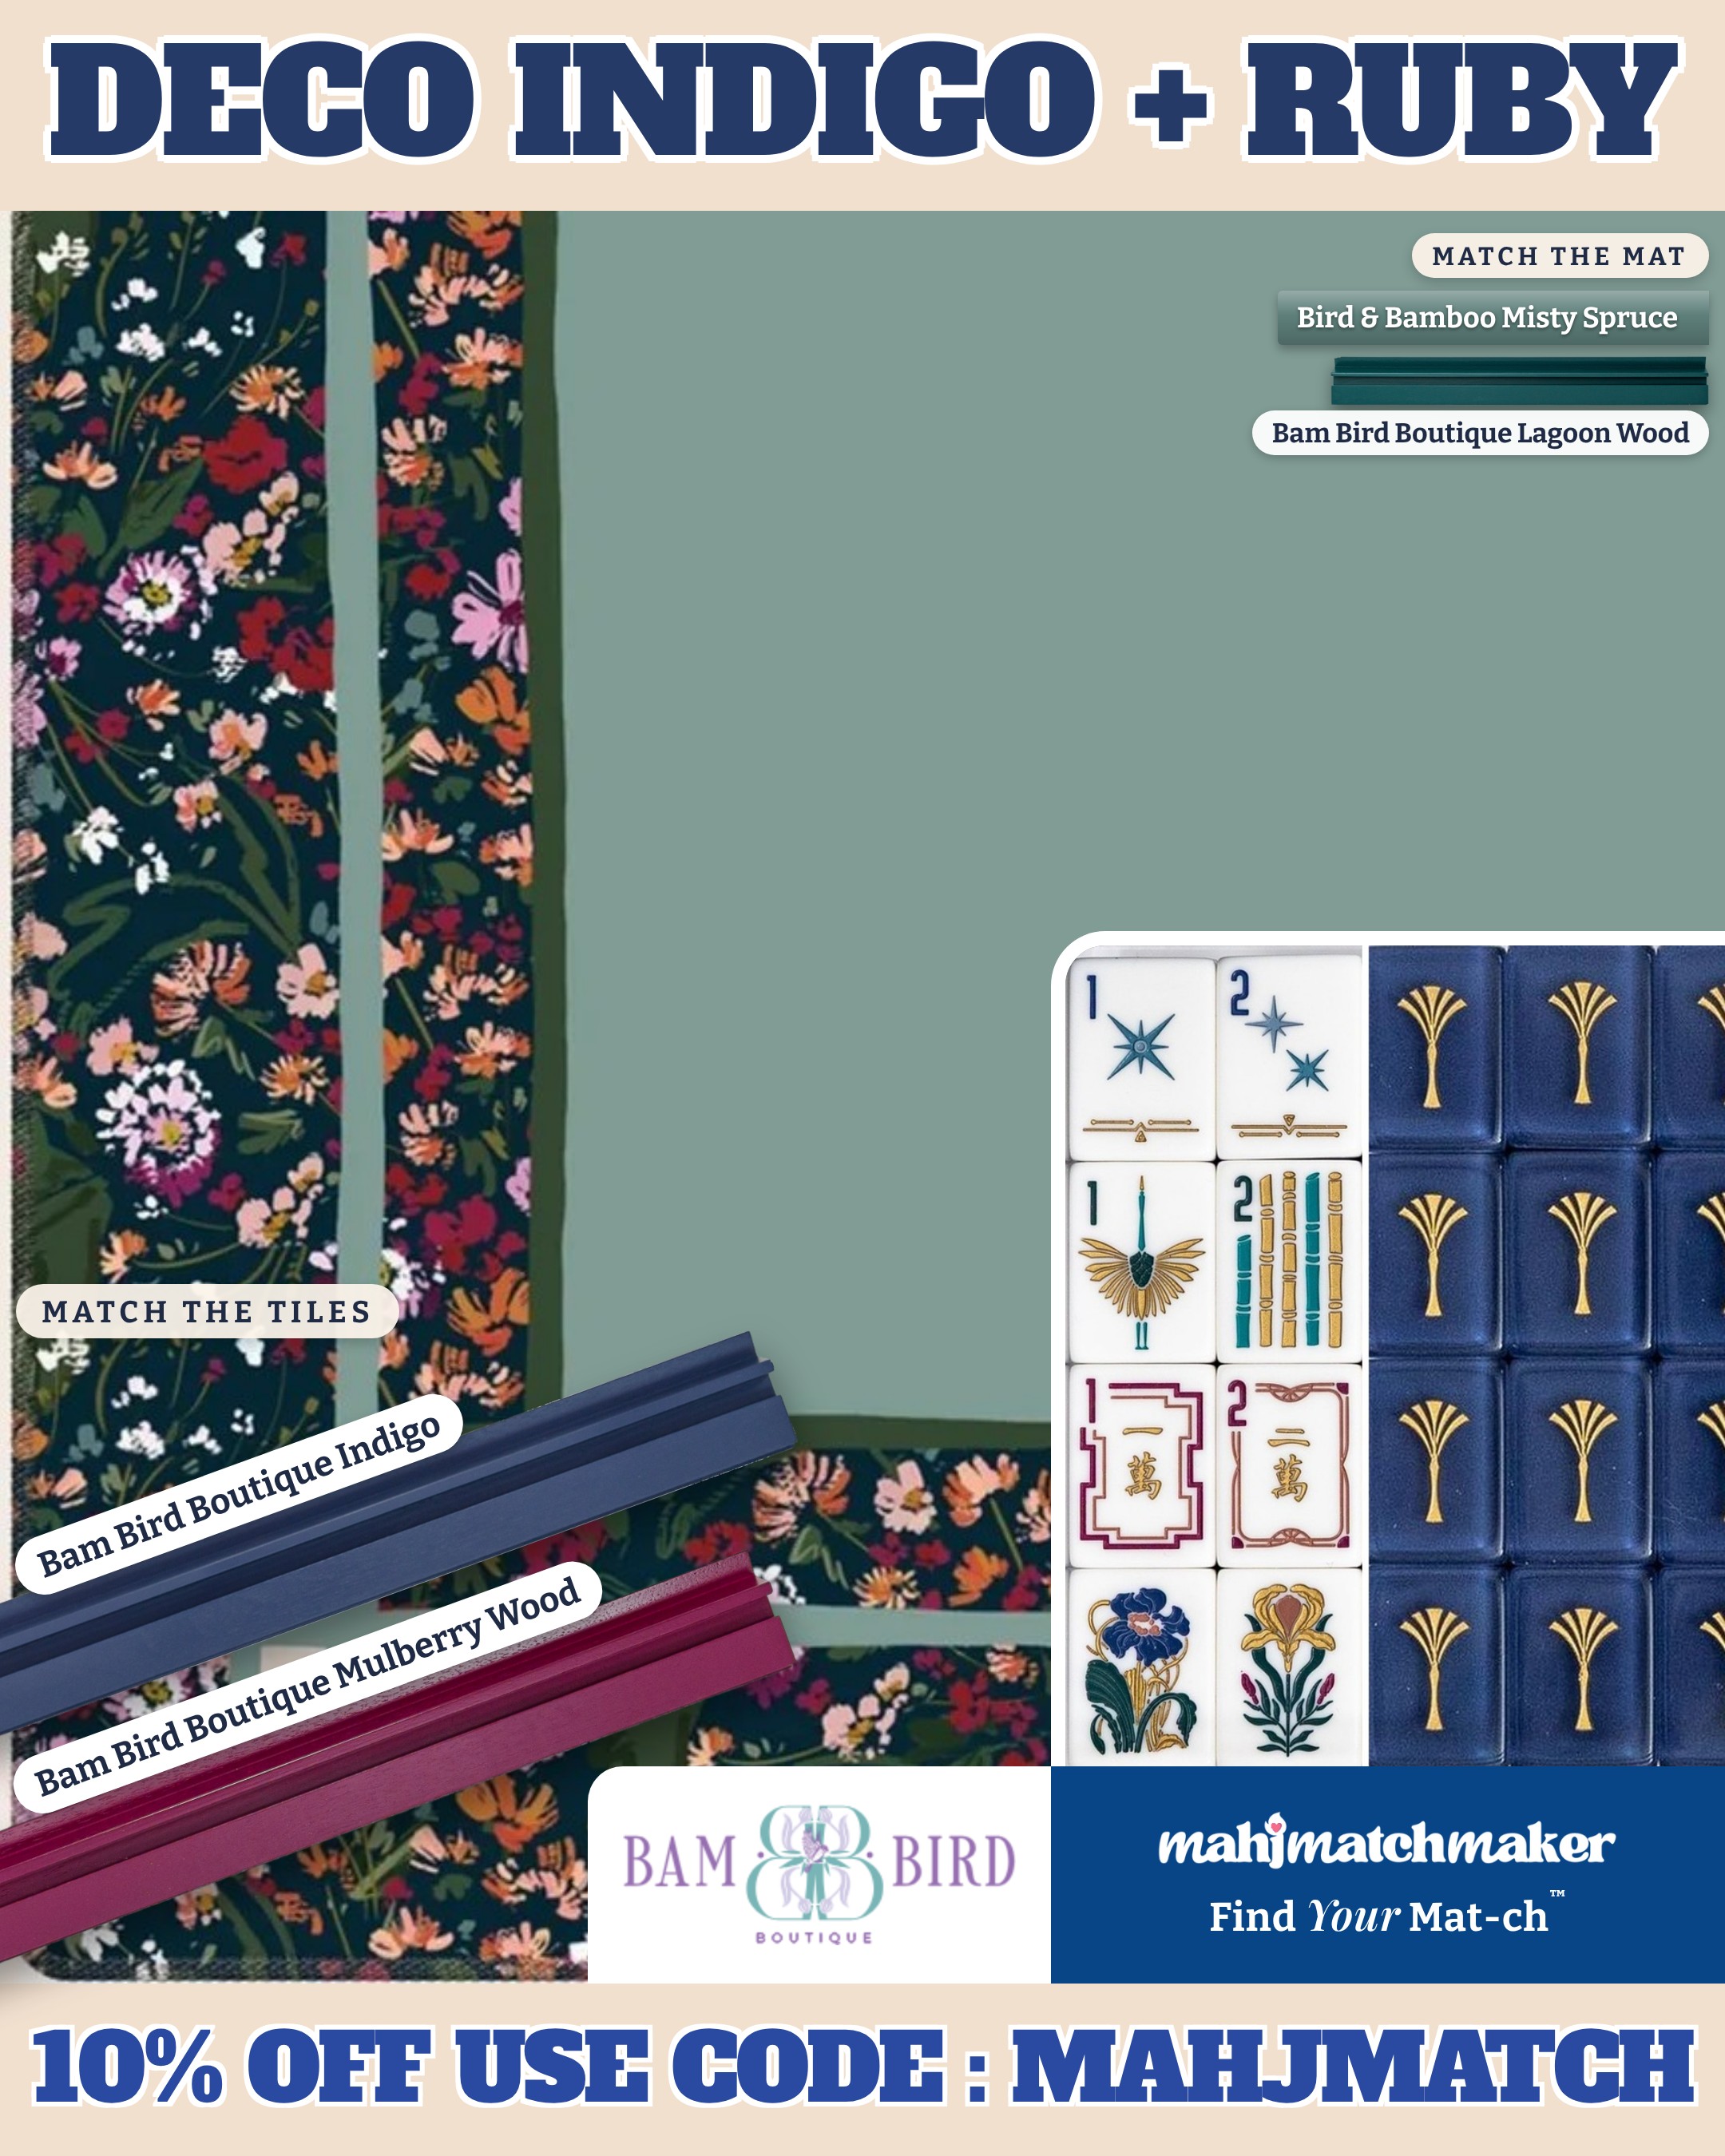 DECO INDIGO + RUBY
MATCH THE MAT
Bird & Bamboo Misty Spruce
Bam Bird Boutique Lagoon Wood
1 2
1 2
1 2
一 二
萬 萬
MATCH THE TILES
Bam Bird Boutique Indigo
Bam Bird Boutique Mulberry Wood
BAM BIRD
BOUTIQUE
mahjmatchmaker
Find Your Mat-ch™
10% OFF USE CODE : MAHJMATCH